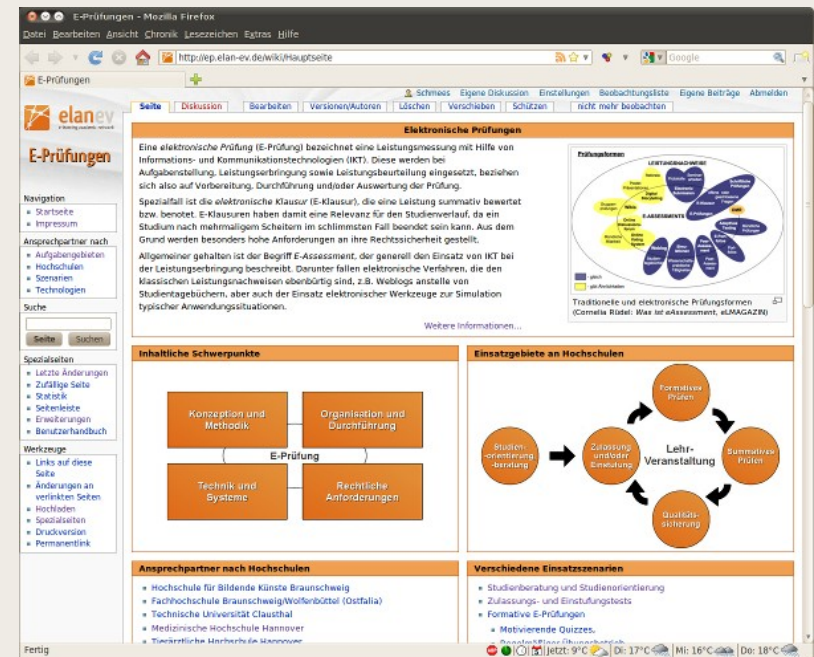 E-Prüfungen - Mozilla Firefox
Datei Bearbeiten Ansicht Chronik Lesezeichen Extras Hilfe
http://ep.elan-ev.de/wiki/Hauptseite
Google
E-Prüfungen
Schmees Eigene Diskussion Einstellungen Beobachtungsliste Eigene Beiträge Abmelden
Seite Diskussion Bearbeiten Versionen/Autoren Löschen Verschieben Schützen nicht mehr beobachten
elanev
E-Prüfungen
Navigation
Startseite
Impressum
Ansprechpartner nach
Aufgabengebieten
Hochschulen
Szenarien
Technologien
Suche
Seite Suchen
Spezialseiten
Letzte Änderungen
Zufällige Seite
Statistik
Seitenleiste
Erweiterungen
Benutzerhandbuch
Werkzeuge
Links auf diese
Seite
Änderungen an
verlinkten Seiten
Hochladen
Spezialseiten
Druckversion
Permanentlink
Elektronische Prüfungen
Eine elektronische Prüfung (E-Prüfung) bezeichnet eine Leistungsmessung mit Hilfe von
Informations- und Kommunikationstechnologien (IKT). Diese werden bei
Aufgabenstellung, Leistungserbringung sowie Leistungsbeurteilung eingesetzt, beziehen
sich also auf Vorbereitung, Durchführung und/oder Auswertung der Prüfung.
Spezialfall ist die elektronische Klausur (E-Klausur), die eine Leistung summativ bewertet
bzw. benotet. E-Klausuren haben damit eine Relevanz für den Studienverlauf, da ein
Studium nach mehrmaligem Scheitern im schlimmsten Fall beendet sein kann. Aus dem
Grund werden besonders hohe Anforderungen an ihre Rechtssicherheit gestellt.
Allgemeiner gehalten ist der Begriff E-Assessment, der generell den Einsatz von IKT bei
der Leistungserbringung beschreibt. Darunter fallen elektronische Verfahren, die den
klassischen Leistungsnachweisen ebenbürtig sind, z.B. Weblogs anstelle von
Studientagebüchern, aber auch der Einsatz elektronischer Werkzeuge zur Simulation
typischer Anwendungssituationen.
Weitere Informationen...
Prüfungsformen
LEISTUNGSNACHWEISE
E-ASSESSMENTS
Traditionelle und elektronische Prüfungsformen
(Cornelia Rüdel: Was ist eAssessment, eLMAGAZIN)
Inhaltliche Schwerpunkte
Konzeption und
Methodik
Organisation und
Durchführung
E-Prüfung
Technik und
Systeme
Rechtliche
Anforderungen
Einsatzgebiete an Hochschulen
Formatives
Prüfen
Studien-
-orientierung
-beratung
Zulassung
und/oder
Einstufung
Lehr-
Veranstaltung
Summatives
Prüfen
Qualitäts-
sicherung
Ansprechpartner nach Hochschulen
Hochschule für Bildende Künste Braunschweig
Fachhochschule Braunschweig/Wolfenbüttel (Ostfalia)
Technische Universität Clausthal
Medizinische Hochschule Hannover
Tierärztliche Hochschule Hannover
Verschiedene Einsatzszenarien
Studienberatung und Studienorientierung
Zulassungs- und Einstufungstests
Formative E-Prüfungen
Motivierende Quizzes,
Regelmäßiger Übungsbetrieb
Fertig
Jetzt: 9°C Di: 17°C Mi: 16°C Do: 18°C